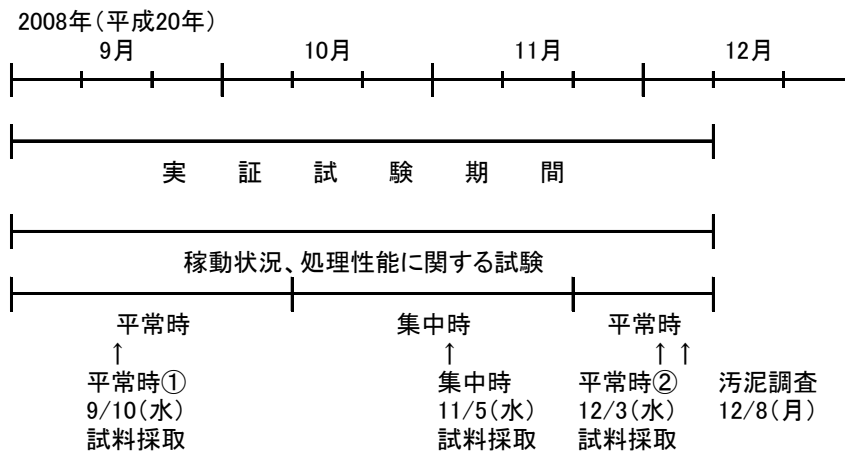 2008年(平成20年)
9月 10月 11月 12月
実証試験期間
稼動状況、処理性能に関する試験
平常時 集中時 平常時
↑ ↑ ↑ ↑
平常時① 集中時 平常時② 汚泥調査
9/10(水) 11/5(水) 12/3(水) 12/8(月)
試料採取 試料採取 試料採取